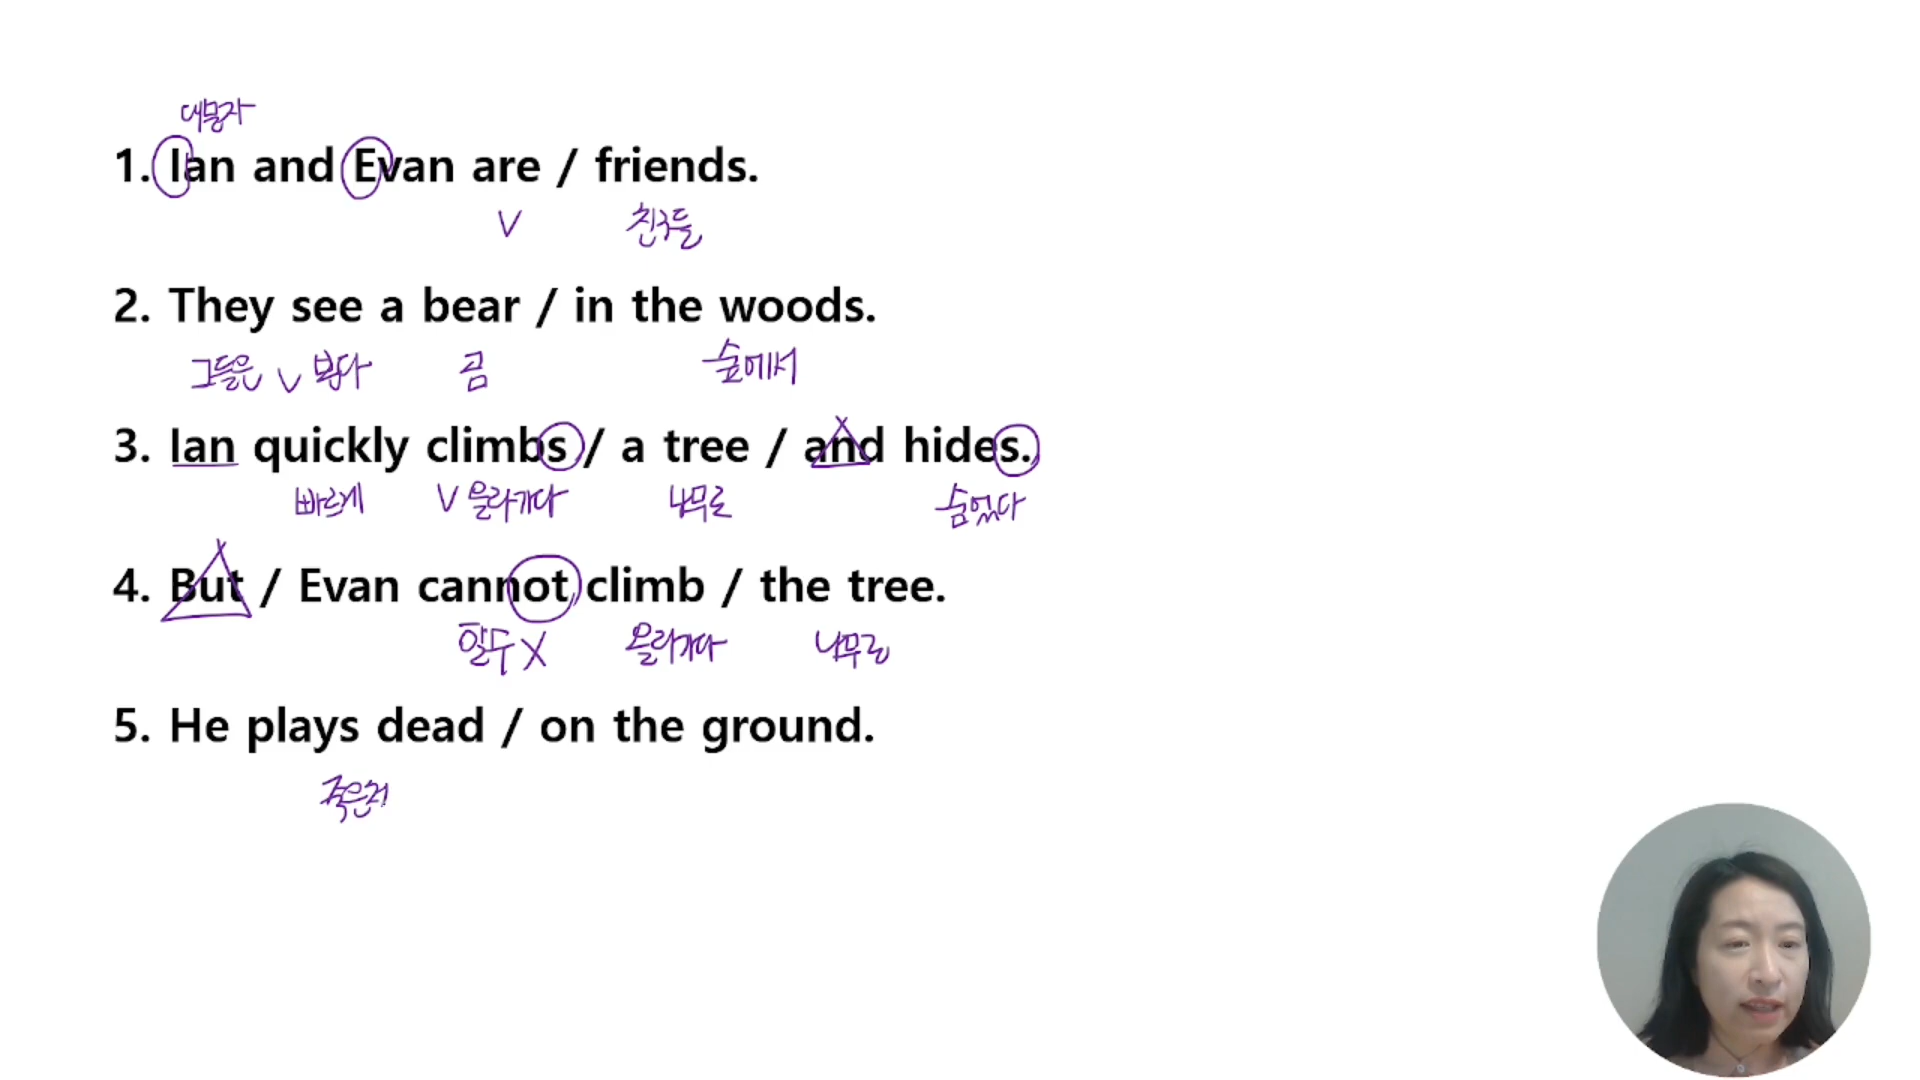 대문자
1. Ian and Evan are / friends.
V 친구들
2. They see a bear / in the woods.
그들은 V 보다 곰 숲에서
3. Ian quickly climbs / a tree / and hides.
빠르게 V 올라가다 나무로 숨었다
4. But / Evan cannot climb / the tree.
할수 X 올라가다 나무를
5. He plays dead / on the ground.
죽은